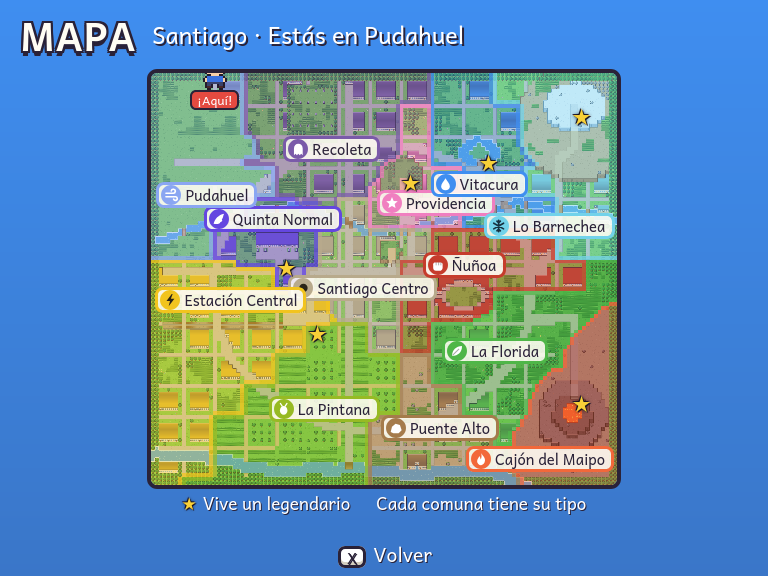 MAPA Santiago · Estás en Pudahuel
¡Aquí!
Recoleta
Vitacura
Pudahuel
Providencia
Quinta Normal
Lo Barnechea
Ñuñoa
Santiago Centro
Estación Central
La Florida
La Pintana
Puente Alto
Cajón del Maipo
Vive un legendario Cada comuna tiene su tipo
X Volver